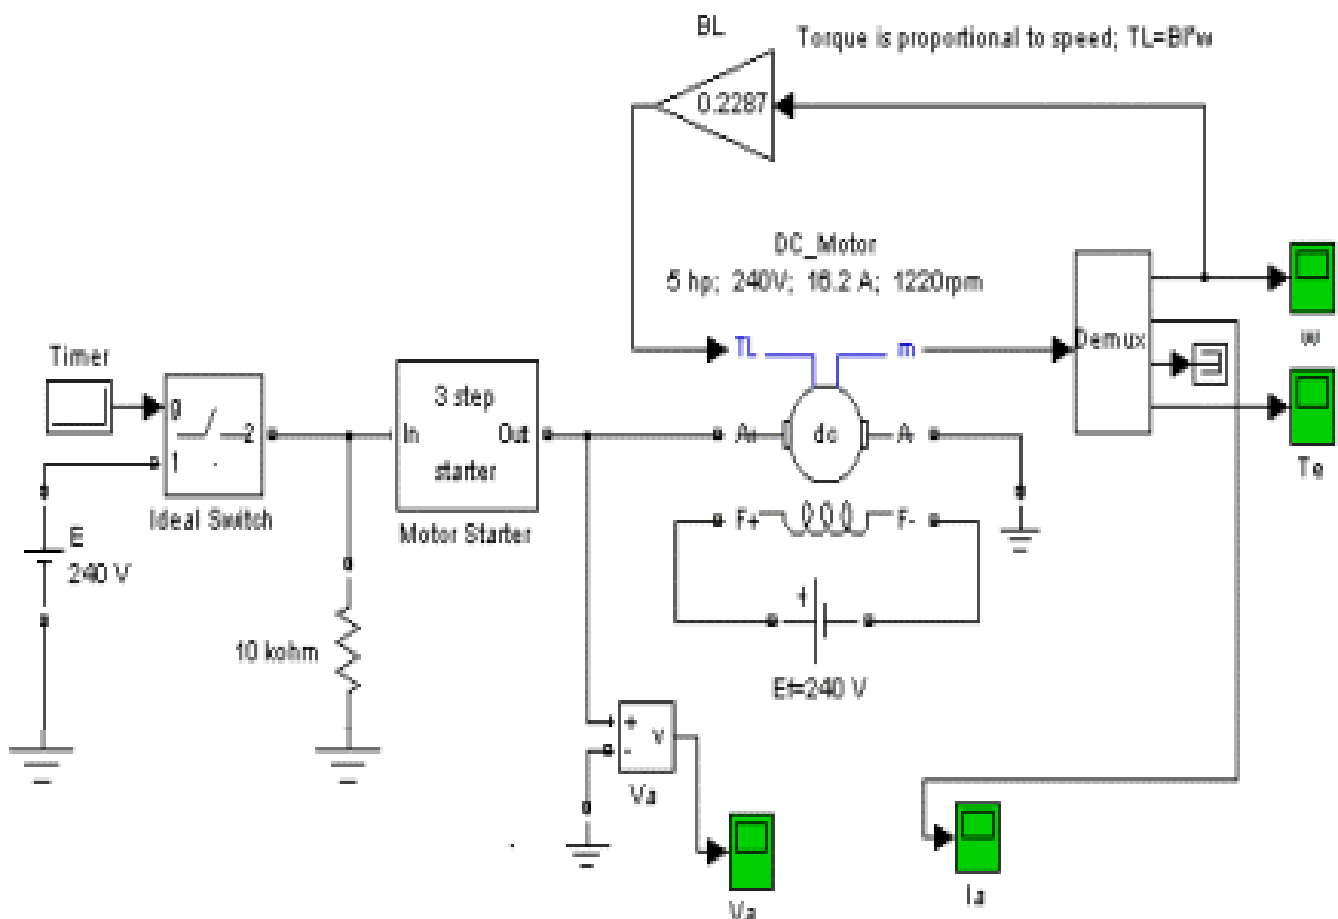 BL
Torque is proportional to speed; TL=Bl*w
0.2287
DC_Motor
5 hp; 240V; 16.2 A; 1220rpm
Timer
TL
m
Demux
w
g
2
1
Ideal Switch
3 step
In
Out
starter
Motor Starter
A+
dc
A-
Te
E
240 V
F+
F-
+
10 kohm
Ef=240 V
+
v
-
Va
Va
Ia